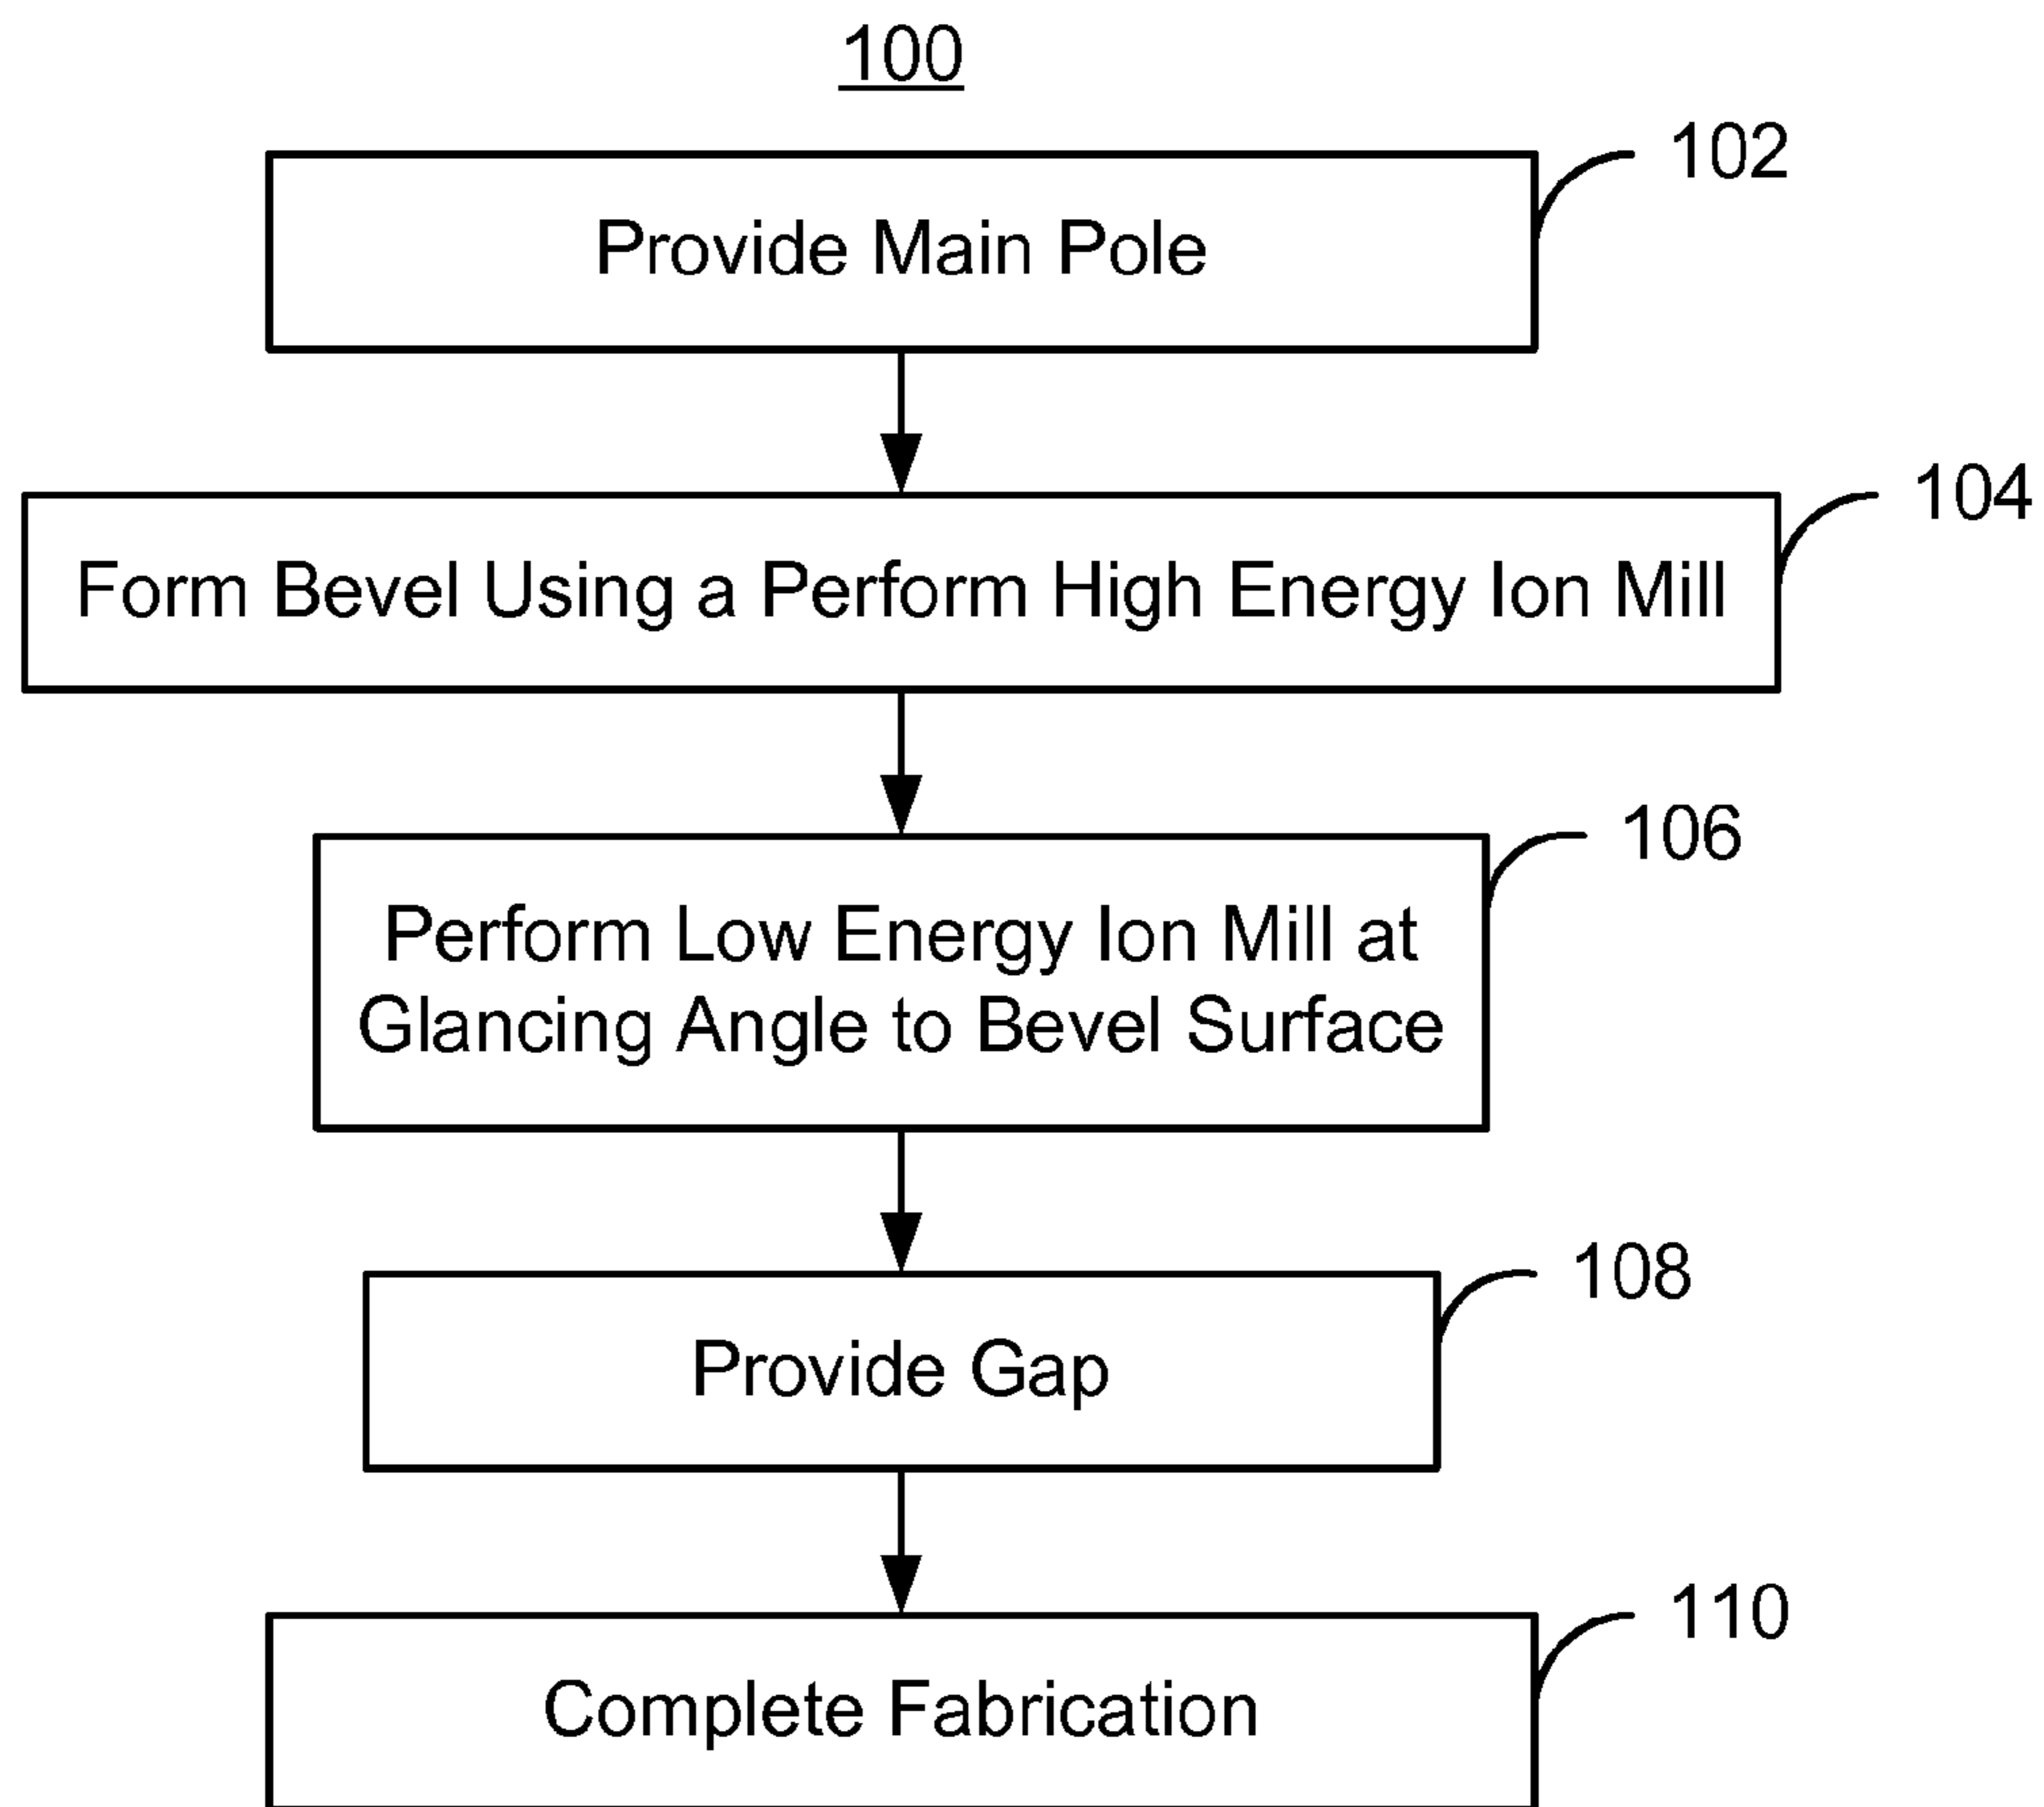 100
102
Provide Main Pole
104
Form Bevel Using a Perform High Energy Ion Mill
106
Perform Low Energy Ion Mill at
Glancing Angle to Bevel Surface
108
Provide Gap
110
Complete Fabrication